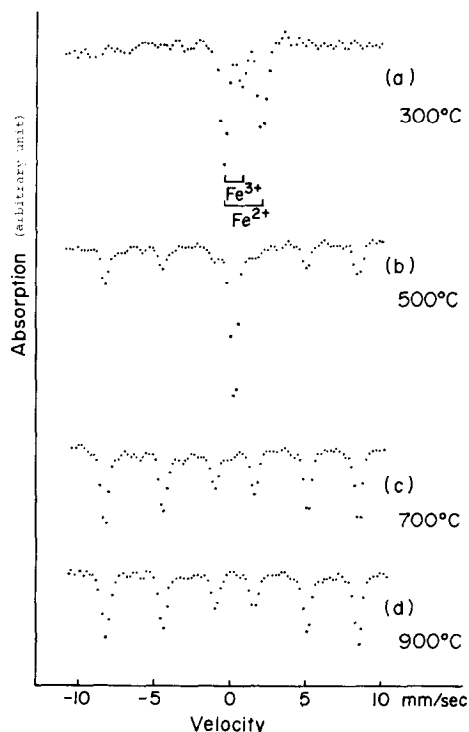 (a)
300°C
Fe3+
Fe2+
(b)
500°C
(c)
700°C
(d)
900°C
Absorption (arbitrary unit)
-10 -5 0 5 10 mm/sec
Velocity